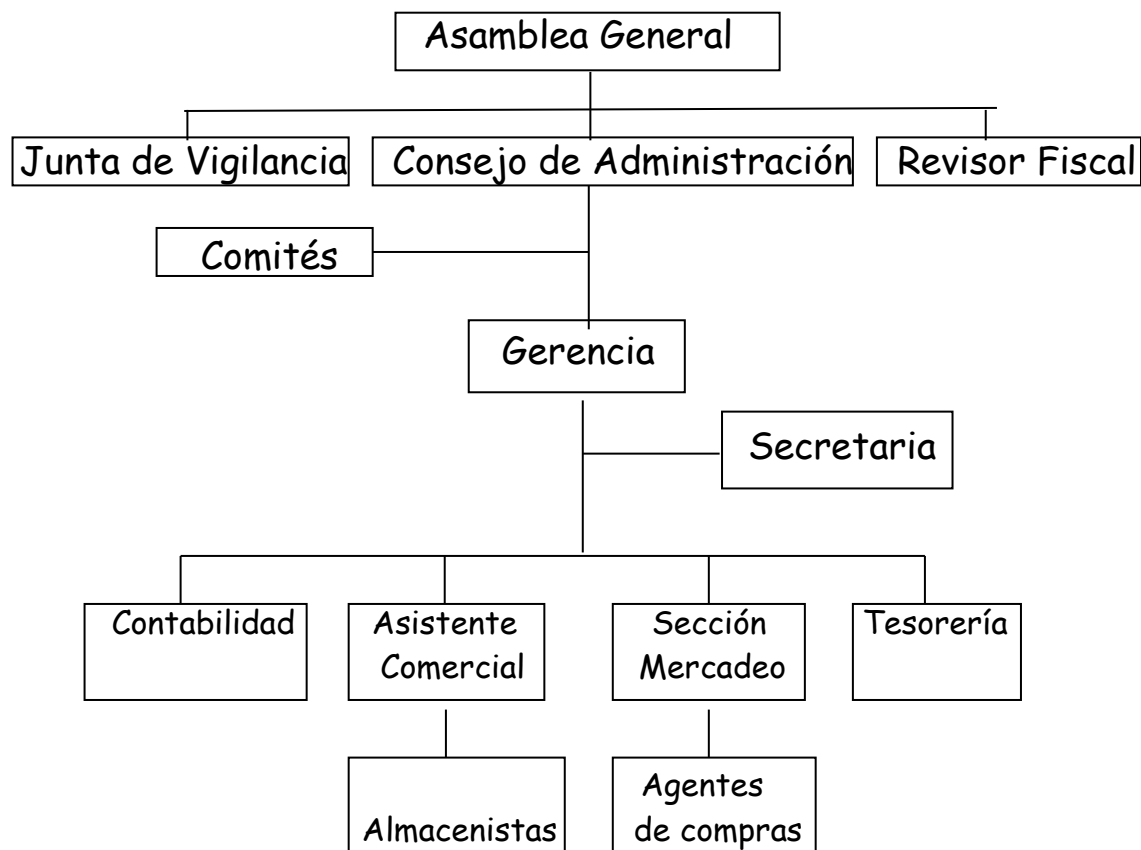 Asamblea General
Junta de Vigilancia
Consejo de Administración
Revisor Fiscal
Comités
Gerencia
Secretaria
Contabilidad
Asistente
Comercial
Sección
Mercadeo
Tesorería
Almacenistas
Agentes
de compras